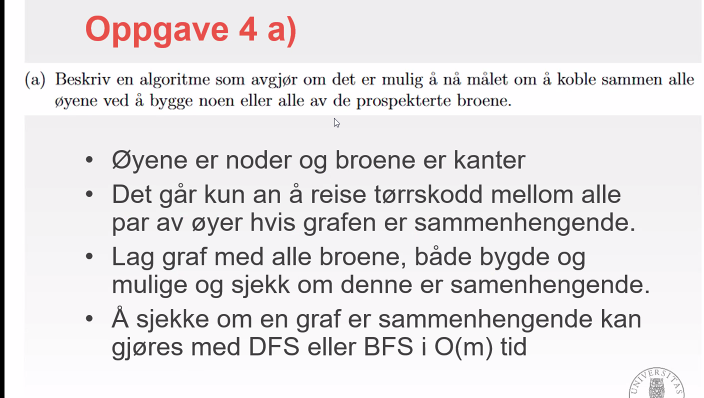 Oppgave 4 a)
(a) Beskriv en algoritme som avgjør om det er mulig å nå målet om å koble sammen alle
øyene ved å bygge noen eller alle av de prospekterte broene.
• Øyene er noder og broene er kanter
• Det går kun an å reise tørrskodd mellom alle
par av øyer hvis grafen er sammenhengende.
• Lag graf med alle broene, både bygde og
mulige og sjekk om denne er samenhengende.
• Å sjekke om en graf er sammenhengende kan
gjøres med DFS eller BFS i O(m) tid
UNIVERSITAS